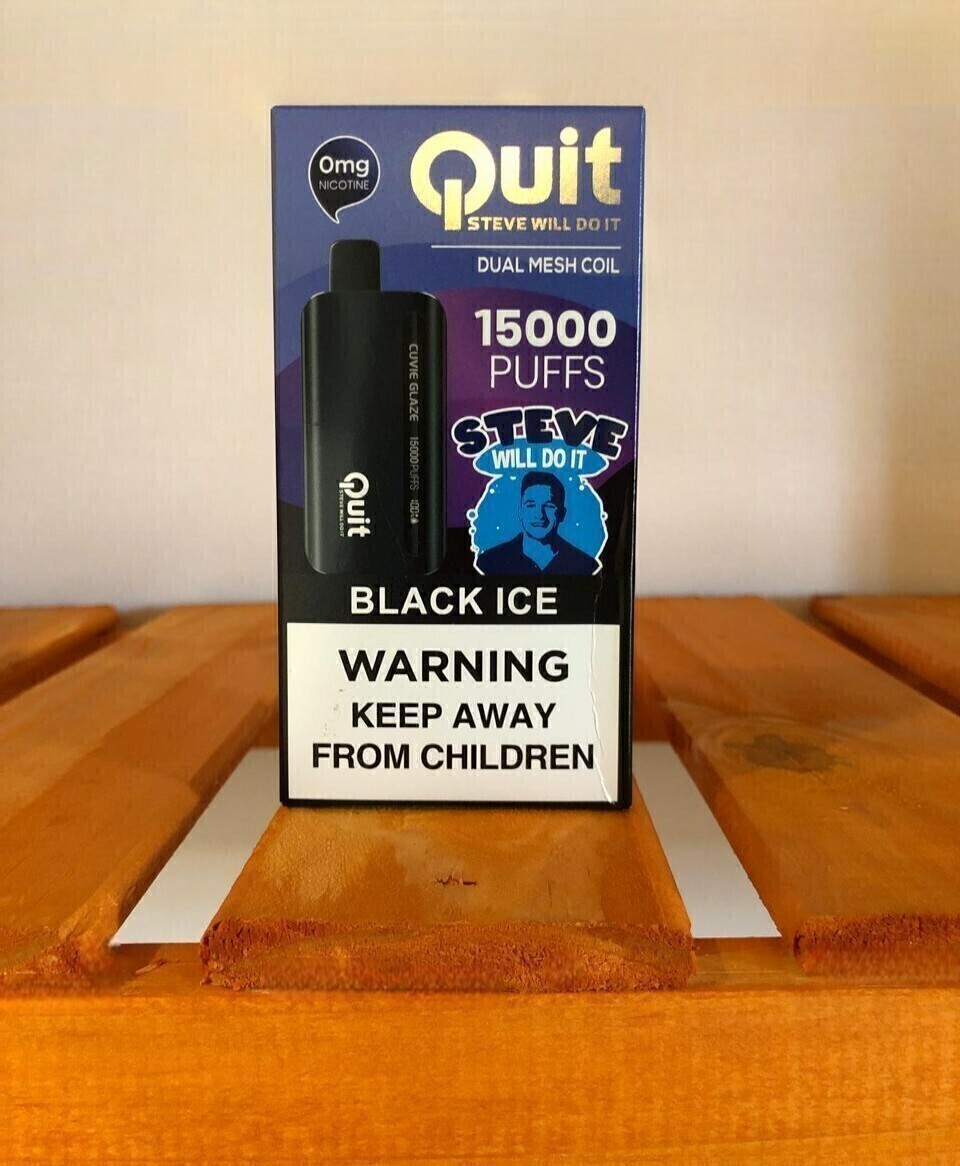 0mg
NICOTINE
Quit
STEVE WILL DO IT
DUAL MESH COIL
15000
PUFFS
CUVIE GLAZE 15000PUFFS
Quit
STEVE WILL DO IT
STEVE
WILL DO IT
BLACK ICE
WARNING
KEEP AWAY
FROM CHILDREN